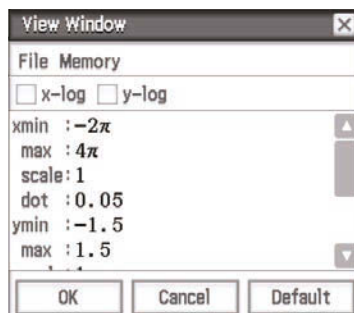 View Window
File Memory
x-log y-log
xmin :-2π
max :4π
scale:1
dot :0.05
ymin :-1.5
max :1.5
OK Cancel Default